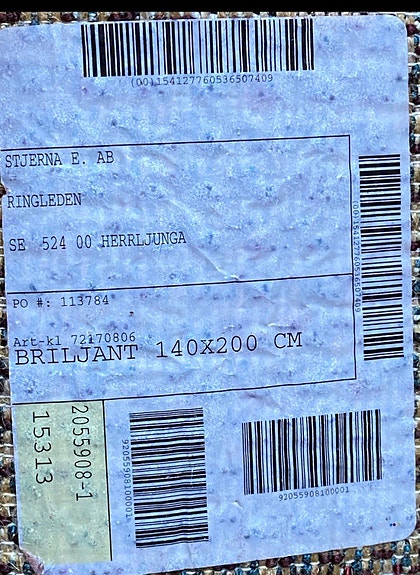 (00)154127760536507409
STJERNA E. AB
RINGLEDEN
SE 524 00 HERRLJUNGA
(00)154127760536507409
PO #: 113784
Art-kl 72170806
BRILJANT 140X200 CM
2055908-1
15313
92055908100001
92055908100001